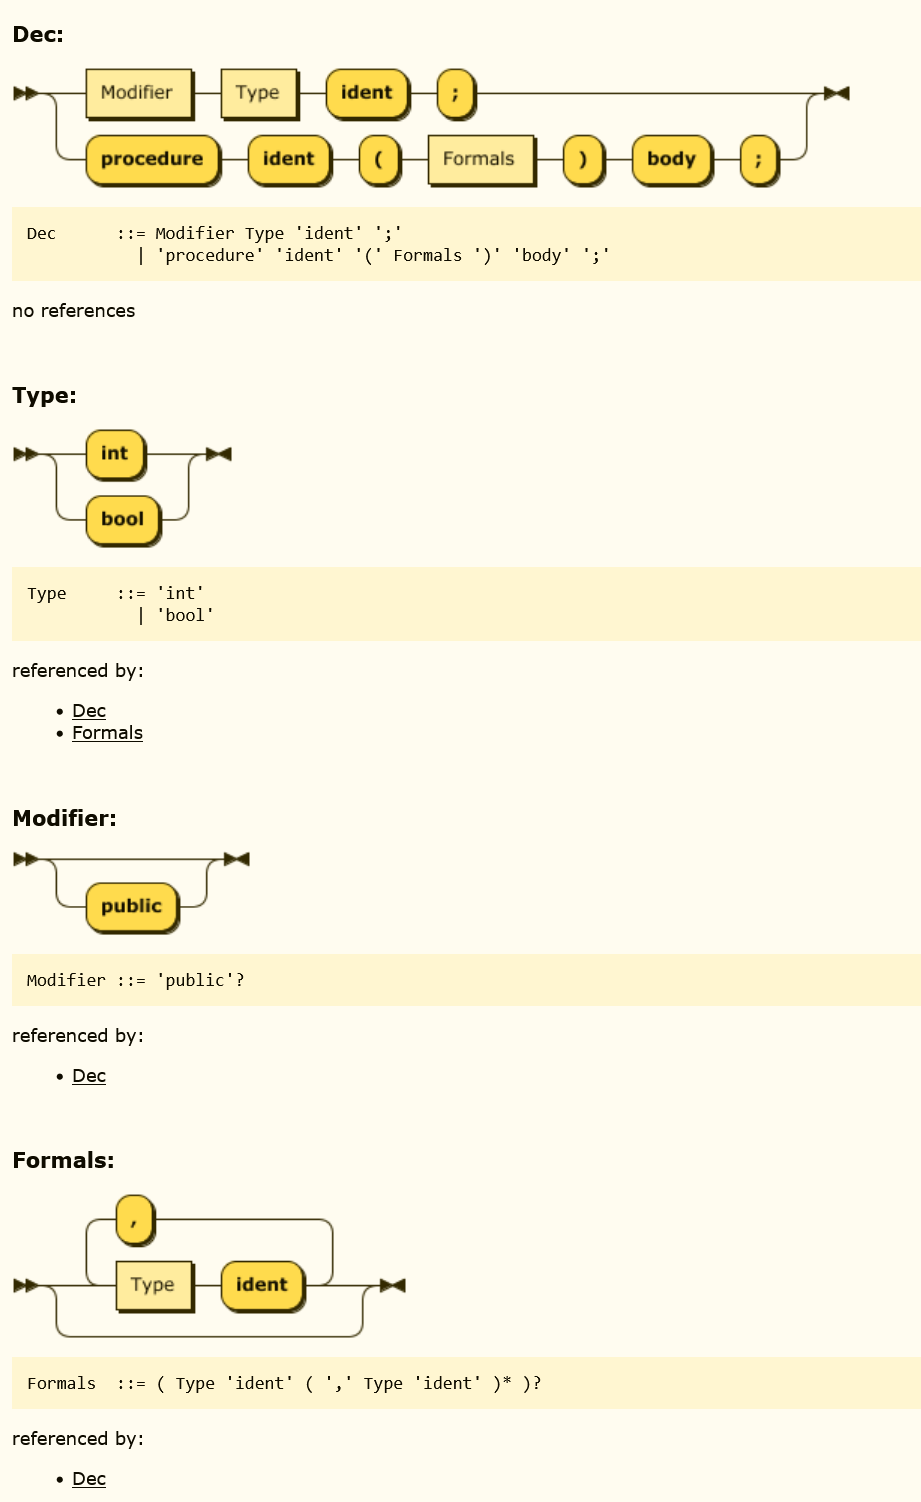 Dec:
Modifier Type ident ;
procedure ident ( Formals ) body ;
Dec      ::= Modifier Type 'ident' ';'
           | 'procedure' 'ident' '(' Formals ')' 'body' ';'
no references
Type:
int
bool
Type     ::= 'int'
           | 'bool'
referenced by:
• Dec
• Formals
Modifier:
public
Modifier ::= 'public'?
referenced by:
• Dec
Formals:
,
Type ident
Formals  ::= ( Type 'ident' ( ',' Type 'ident' )* )?
referenced by:
• Dec